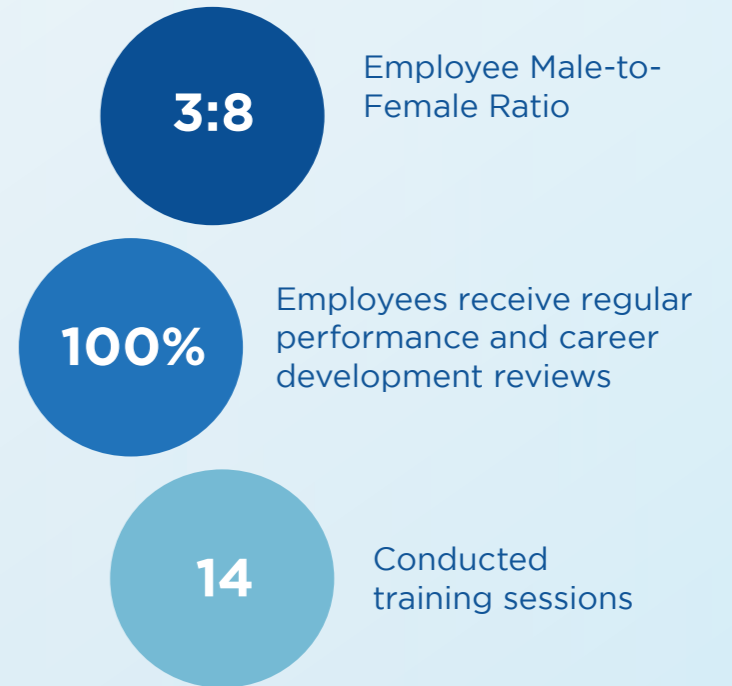 3:8
Employee Male-to-
Female Ratio
100%
Employees receive regular
performance and career
development reviews
14
Conducted
training sessions